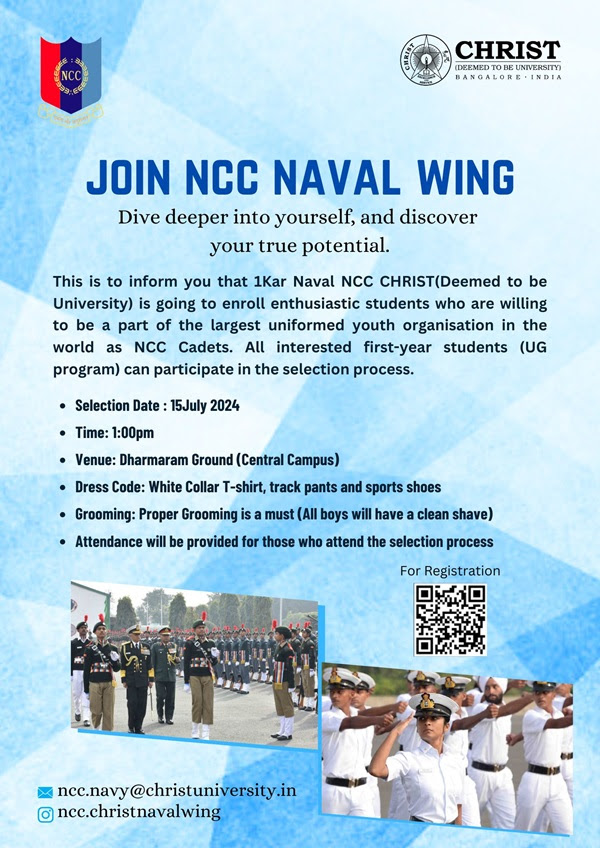 NCC
CHRIST
(DEEMED TO BE UNIVERSITY)
BANGALORE · INDIA
JOIN NCC NAVAL WING
Dive deeper into yourself, and discover
your true potential.
This is to inform you that 1Kar Naval NCC CHRIST(Deemed to be
University) is going to enroll enthusiastic students who are willing
to be a part of the largest uniformed youth organisation in the
world as NCC Cadets. All interested first-year students (UG
program) can participate in the selection process.
• Selection Date : 15July 2024
• Time: 1:00pm
• Venue: Dharmaram Ground (Central Campus)
• Dress Code: White Collar T-shirt, track pants and sports shoes
• Grooming: Proper Grooming is a must (All boys will have a clean shave)
• Attendance will be provided for those who attend the selection process
For Registration
ncc.navy@christuniversity.in
ncc.christnavalwing